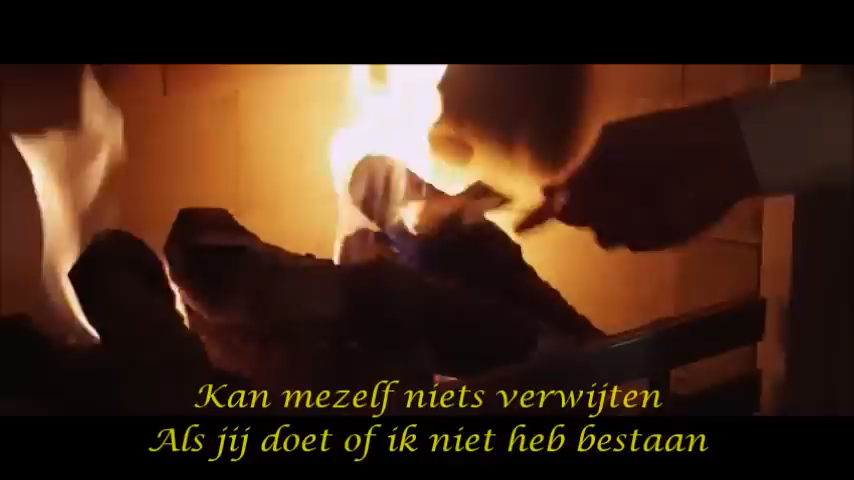 Kan mezelf niets verwijten
Als jij doet of ik niet heb bestaan